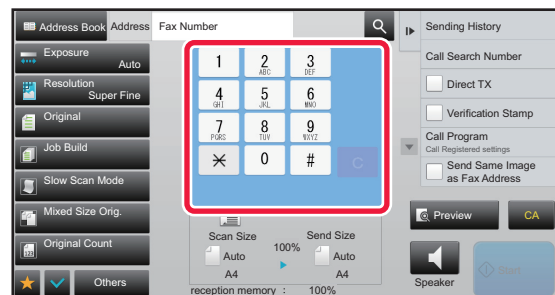 Address Book
Address
Fax Number
Exposure
Auto
Resolution
Super Fine
Original
Job Build
Slow Scan Mode
Mixed Size Orig.
Original Count
Others
1
2
ABC
3
DEF
4
GHI
5
JKL
6
MNO
7
PQRS
8
TUV
9
WXYZ
0
#
C
Scan Size
Auto
A4
100%
Send Size
Auto
A4
reception memory : 100%
Sending History
Call Search Number
Direct TX
Verification Stamp
Call Program
Call Registered settings
Send Same Image
as Fax Address
Preview
CA
Speaker
Start